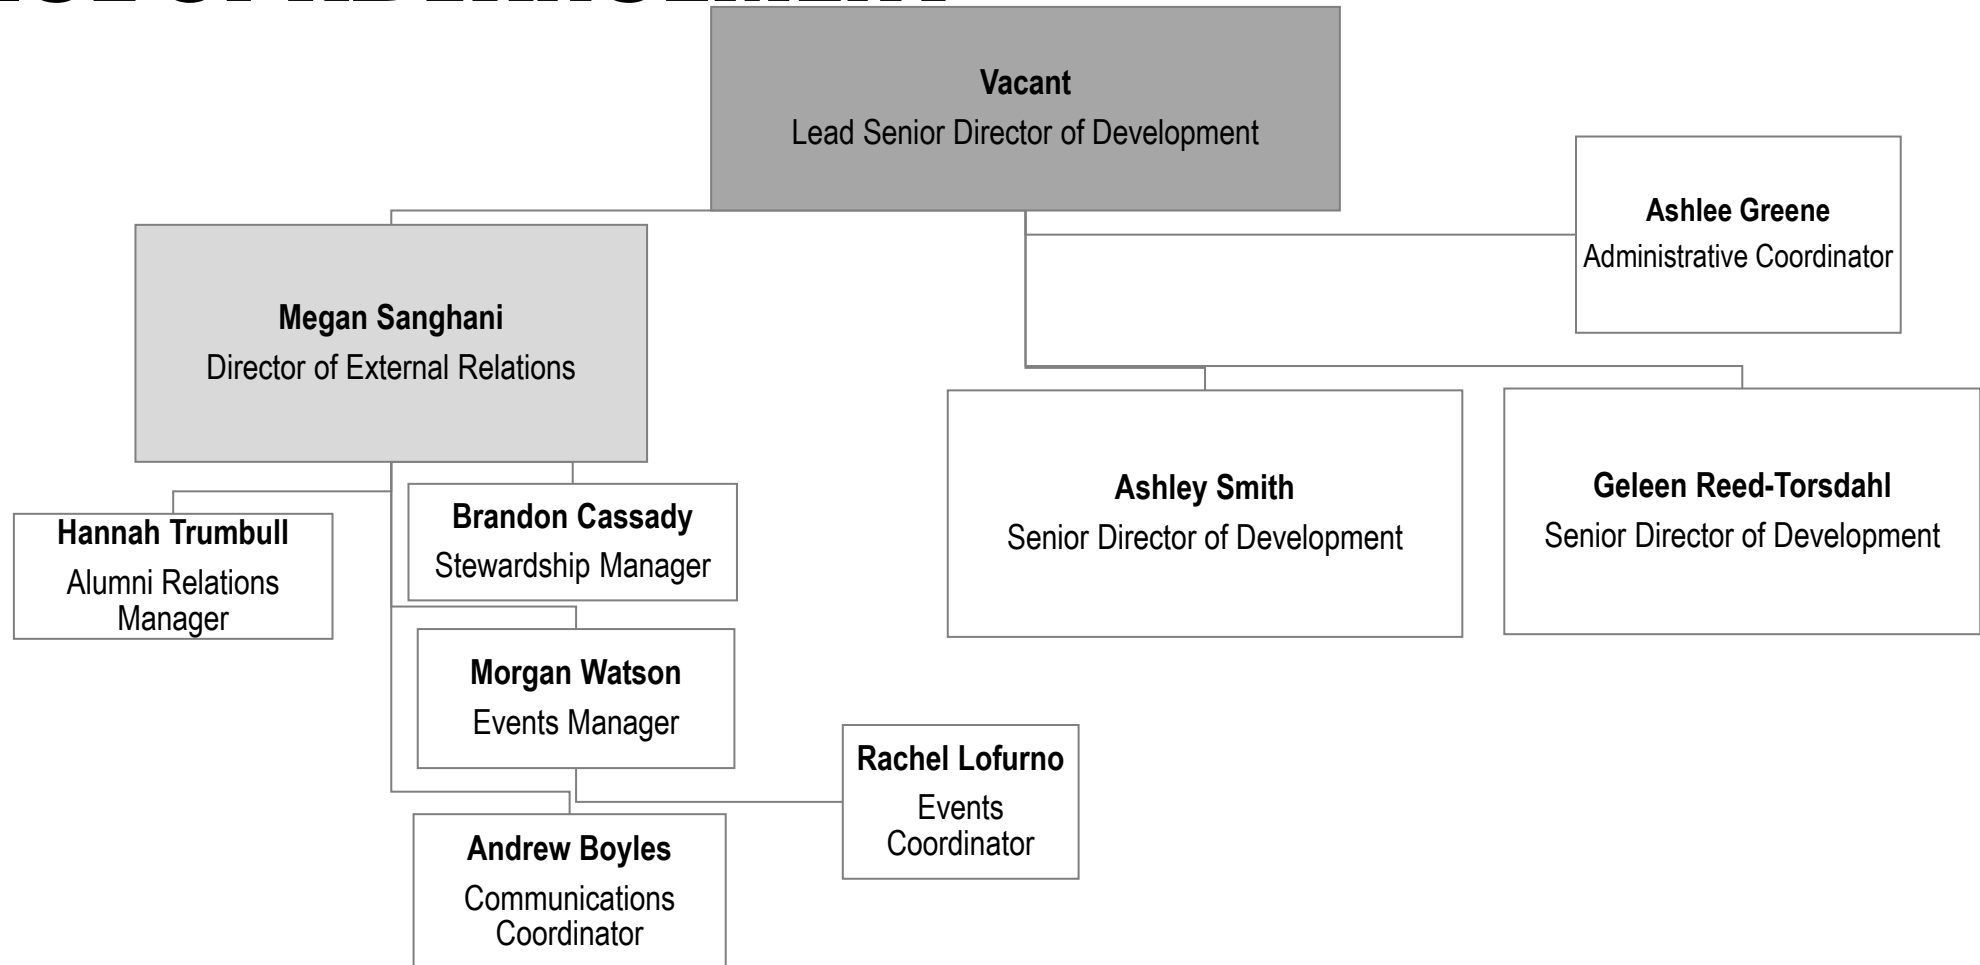 Vacant
Lead Senior Director of Development
Ashlee Greene
Administrative Coordinator
Megan Sanghani
Director of External Relations
Ashley Smith
Senior Director of Development
Geleen Reed-Torsdahl
Senior Director of Development
Hannah Trumbull
Alumni Relations
Manager
Brandon Cassady
Stewardship Manager
Morgan Watson
Events Manager
Rachel Lofurno
Events
Coordinator
Andrew Boyles
Communications
Coordinator